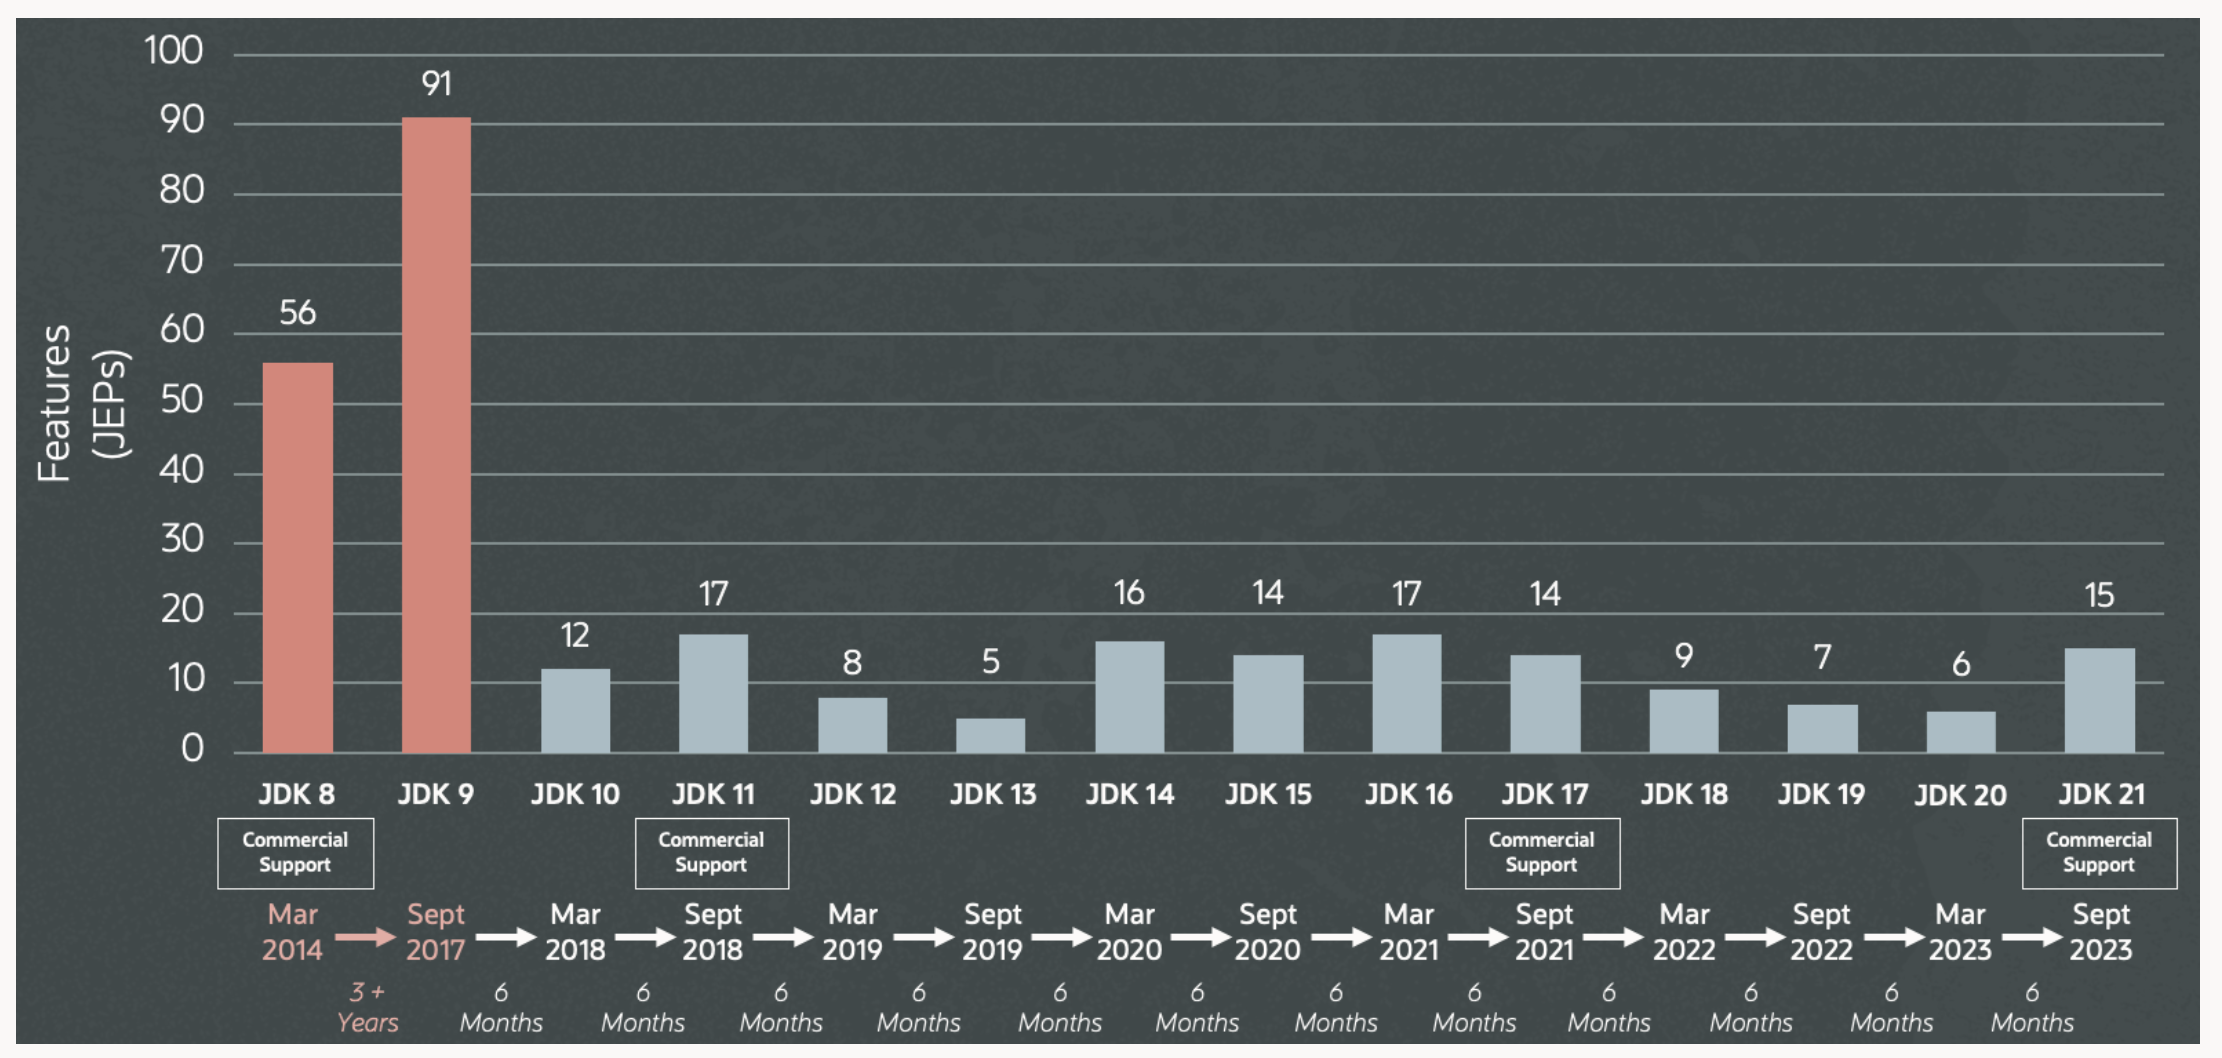 100
90
80
70
60
50
40
30
20
10
0
Features
(JEPs)
56
91
12
17
8
5
16
14
17
14
9
7
6
15
JDK 8
JDK 9
JDK 10
JDK 11
JDK 12
JDK 13
JDK 14
JDK 15
JDK 16
JDK 17
JDK 18
JDK 19
JDK 20
JDK 21
Commercial
Support
Commercial
Support
Commercial
Support
Commercial
Support
Mar
2014
Sept
2017
Mar
2018
Sept
2018
Mar
2019
Sept
2019
Mar
2020
Sept
2020
Mar
2021
Sept
2021
Mar
2022
Sept
2022
Mar
2023
Sept
2023
3 +
Years
6
Months
6
Months
6
Months
6
Months
6
Months
6
Months
6
Months
6
Months
6
Months
6
Months
6
Months
6
Months